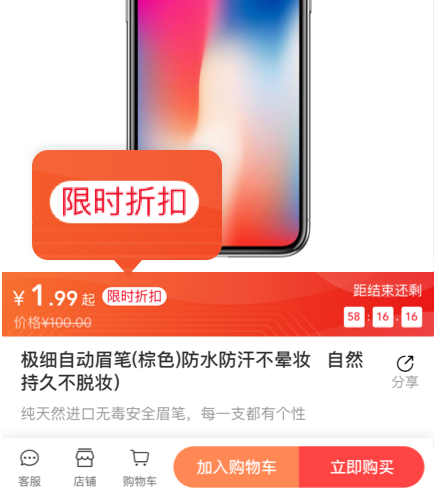 限时折扣
¥ 1.99 起 限时折扣
距结束还剩
价格¥100.00
58 : 16 : 16
极细自动眉笔(棕色)防水防汗不晕妆 自然
持久不脱妆）
分享
纯天然进口无毒安全眉笔，每一支都有个性
客服 店铺 购物车 加入购物车 立即购买